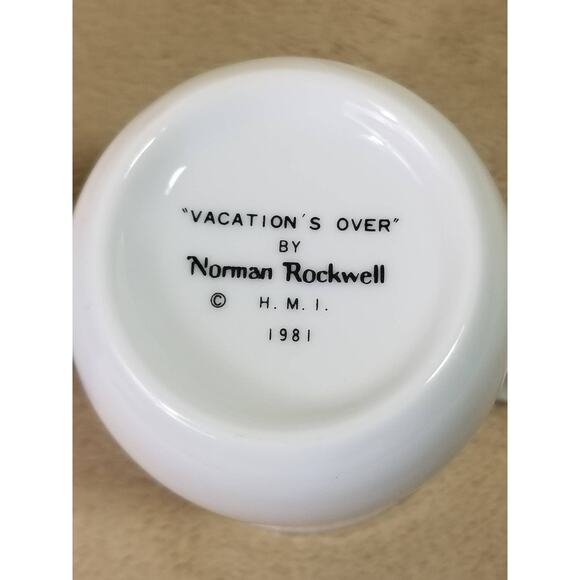 "VACATION'S OVER"
BY
Norman Rockwell
© H. M. I.
1981